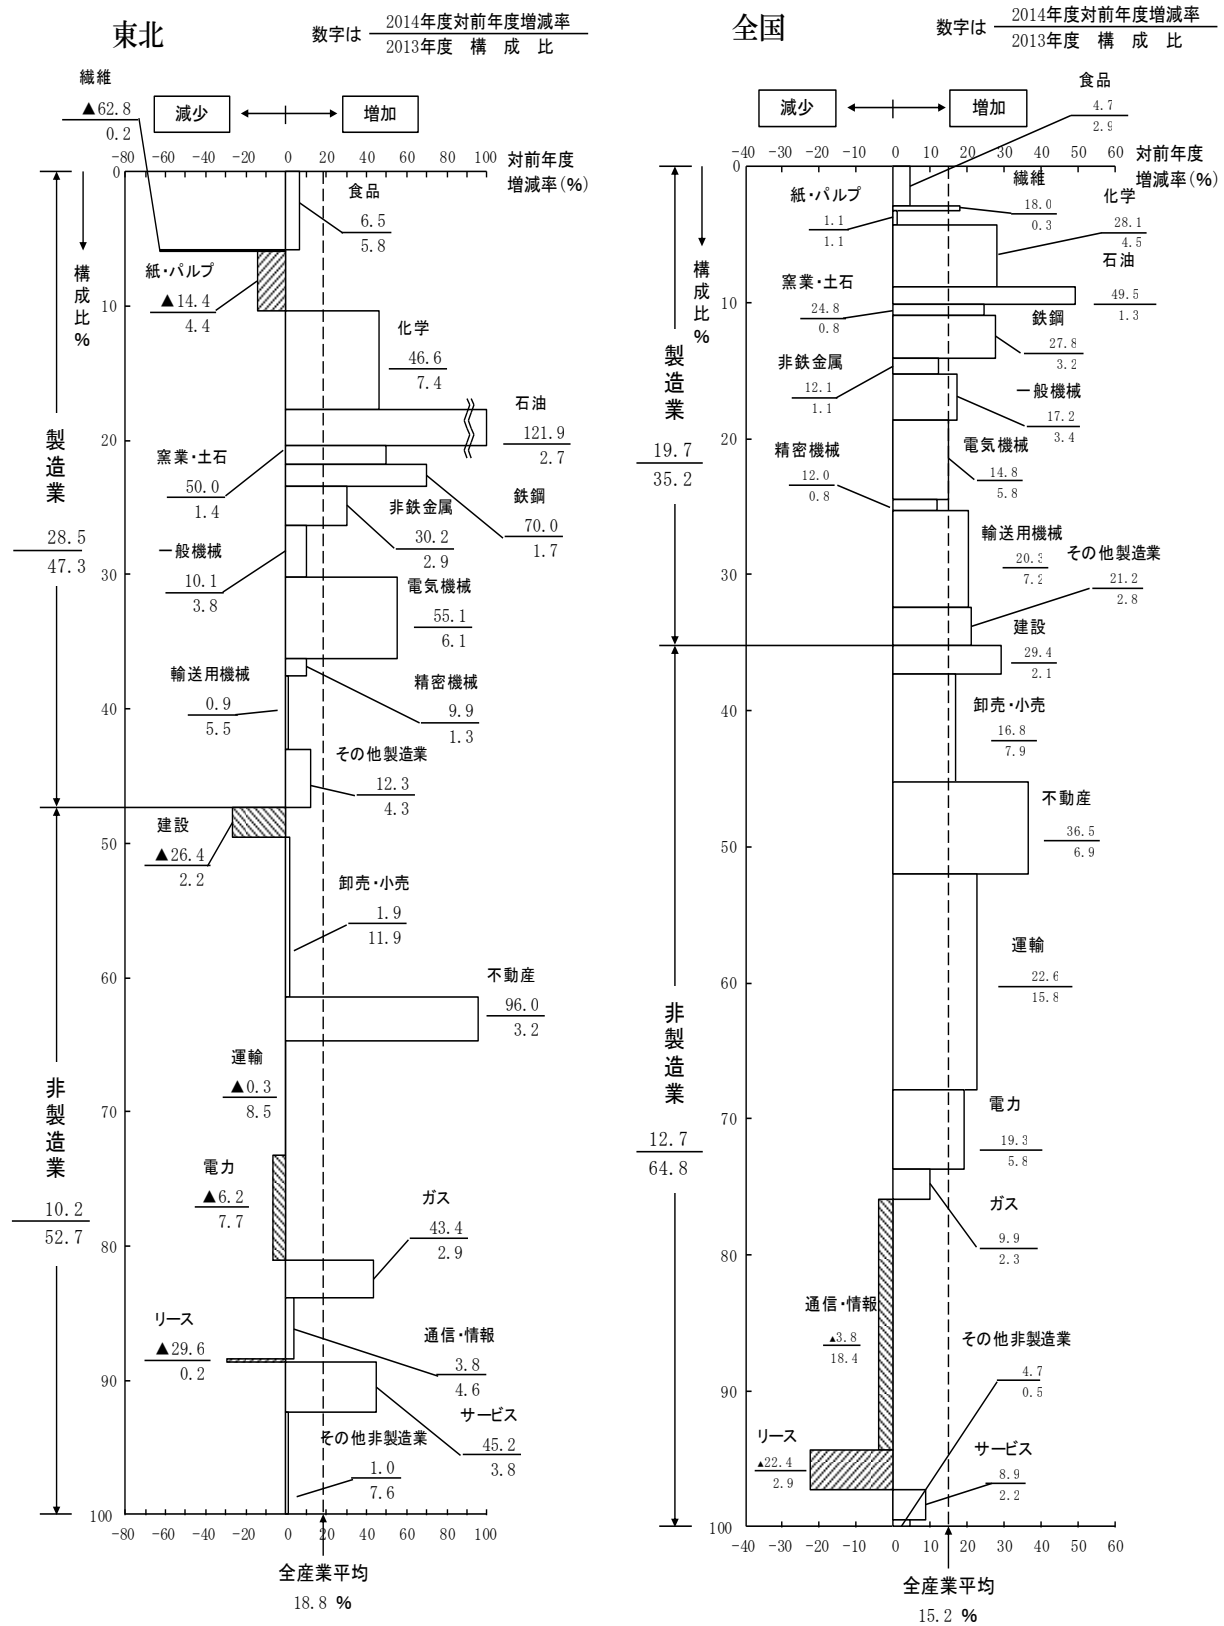 東北
数字は 2014年度対前年度増減率
2013年度 構 成 比
繊維
▲62.8
0.2
減少
増加
-80 -60 -40 -20 0 20 40 60 80 100
対前年度
増減率(%)
0
10
20
30
40
50
60
70
80
90
100
構成比%
製造業
28.5
47.3
非製造業
10.2
52.7
食品
6.5
5.8
紙・パルプ
▲14.4
4.4
化学
46.6
7.4
石油
121.9
2.7
窯業・土石
50.0
1.4
鉄鋼
70.0
1.7
非鉄金属
30.2
2.9
一般機械
10.1
3.8
電気機械
55.1
6.1
輸送用機械
0.9
5.5
精密機械
9.9
1.3
その他製造業
12.3
4.3
建設
▲26.4
2.2
卸売・小売
1.9
11.9
不動産
96.0
3.2
運輸
▲0.3
8.5
電力
▲6.2
7.7
ガス
43.4
2.9
リース
▲29.6
0.2
通信・情報
3.8
4.6
サービス
45.2
3.8
その他非製造業
1.0
7.6
-80 -60 -40 -20 0 20 40 60 80 100
全産業平均
18.8 %
全国
数字は 2014年度対前年度増減率
2013年度 構 成 比
食品
4.7
2.9
減少
増加
-40 -30 -20 -10 0 10 20 30 40 50 60
対前年度
増減率(%)
0
10
20
30
40
50
60
70
80
90
100
構成比%
製造業
19.7
35.2
非製造業
12.7
64.8
紙・パルプ
1.1
1.1
繊維
18.0
0.3
化学
28.1
4.5
石油
49.5
1.3
窯業・土石
24.8
0.8
鉄鋼
27.8
3.2
非鉄金属
12.1
1.1
一般機械
17.2
3.4
精密機械
12.0
0.8
電気機械
14.8
5.8
輸送用機械
20.3
7.2
その他製造業
21.2
2.8
建設
29.4
2.1
卸売・小売
16.8
7.9
不動産
36.5
6.9
運輸
22.6
15.8
電力
19.3
5.8
ガス
9.9
2.3
通信・情報
▲3.8
18.4
その他非製造業
4.7
0.5
リース
▲22.4
2.9
サービス
8.9
2.2
-40 -30 -20 -10 0 10 20 30 40 50 60
全産業平均
15.2 %